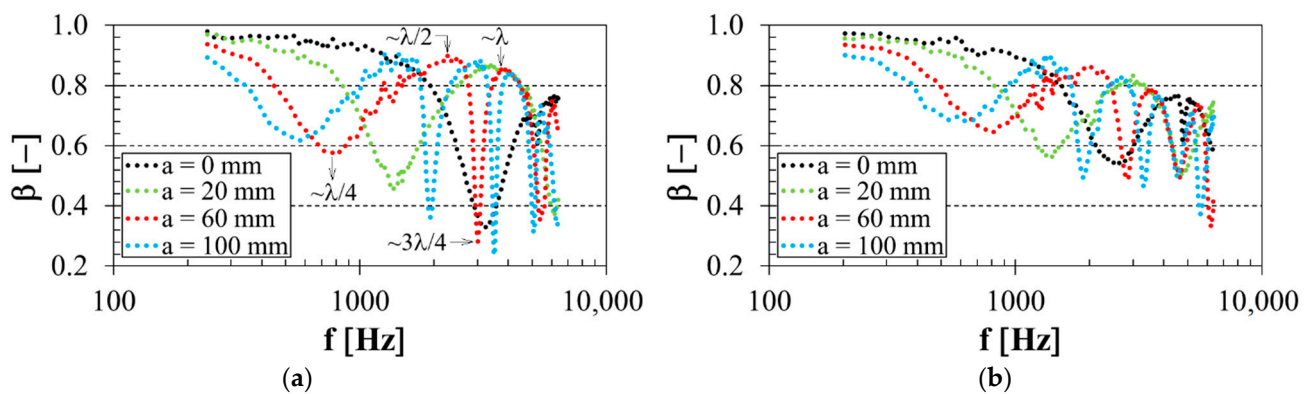 1.0
0.8
0.6
0.4
0.2
β [−]
~λ/2
~λ
~λ/4
~3λ/4
a = 0 mm
a = 20 mm
a = 60 mm
a = 100 mm
100
1000
10,000
f [Hz]
(a)
1.0
0.8
0.6
0.4
0.2
β [−]
a = 0 mm
a = 20 mm
a = 60 mm
a = 100 mm
100
1000
10,000
f [Hz]
(b)